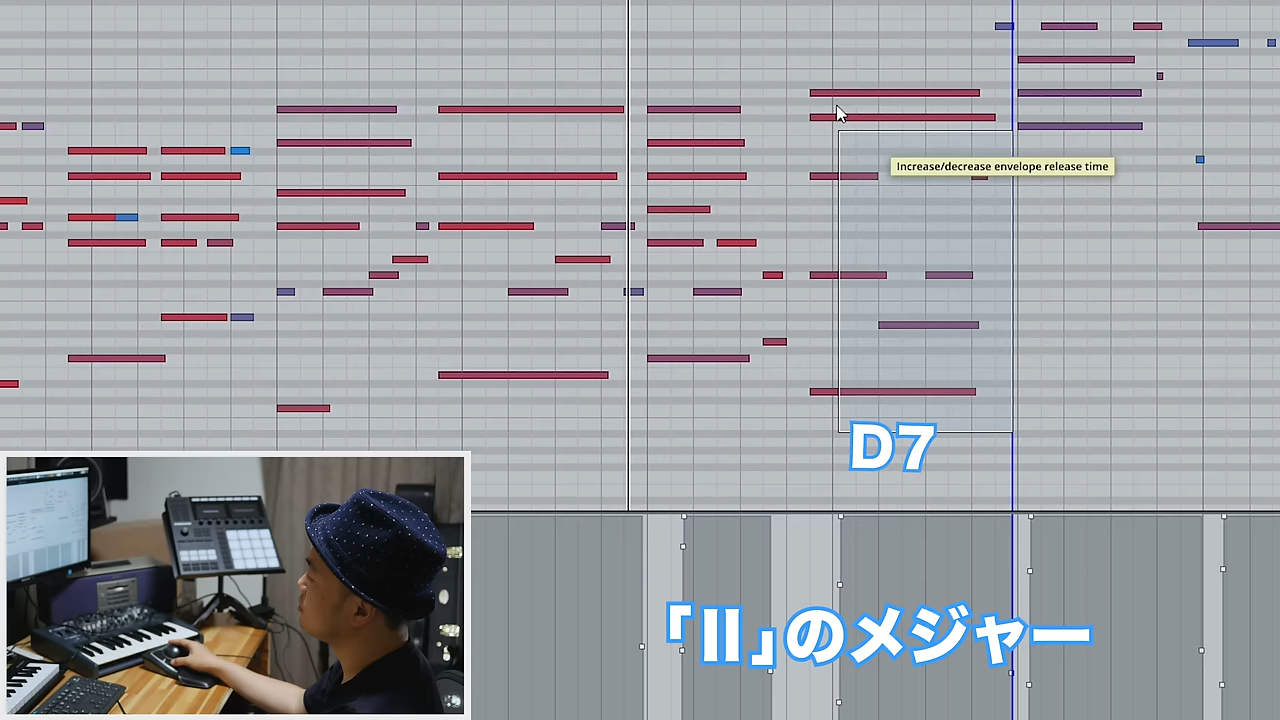 Increase/decrease envelope release time
D7
「II」のメジャー